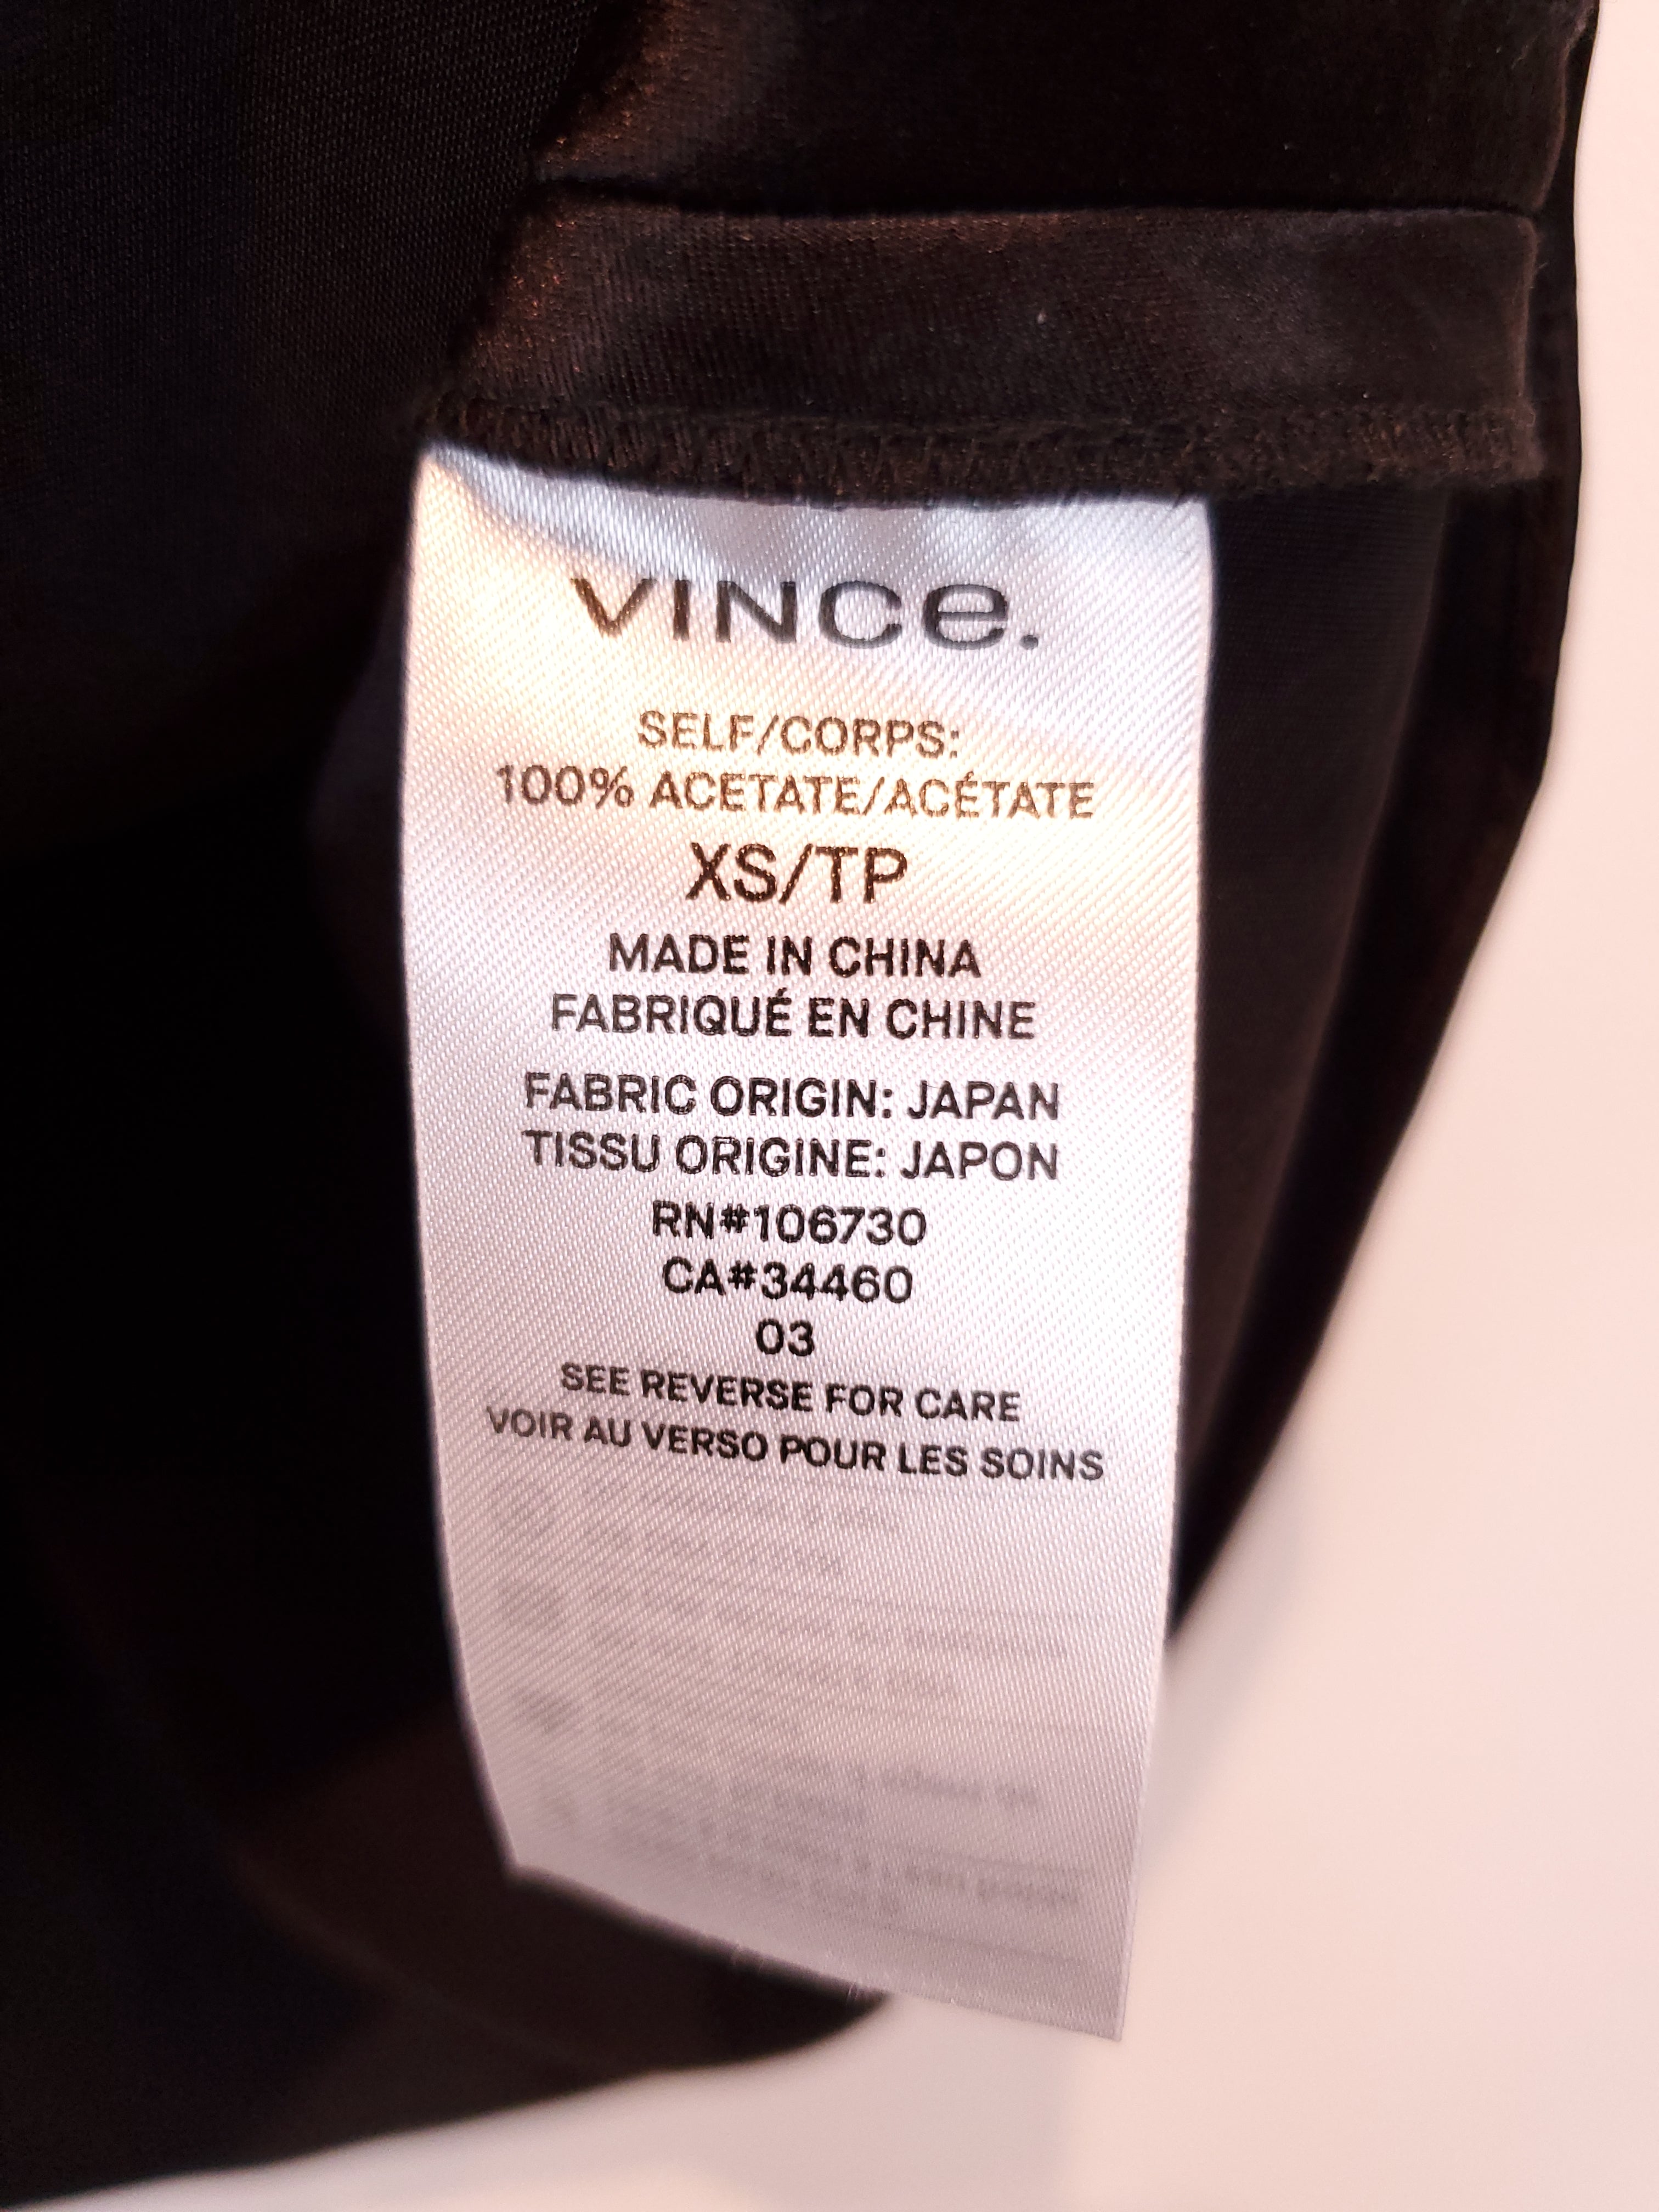 VINCe.
SELF/CORPS:
100% ACETATE/ACÉTATE
XS/TP
MADE IN CHINA
FABRIQUÉ EN CHINE
FABRIC ORIGIN: JAPAN
TISSU ORIGINE: JAPON
RN#106730
CA#34460
03
SEE REVERSE FOR CARE
VOIR AU VERSO POUR LES SOINS